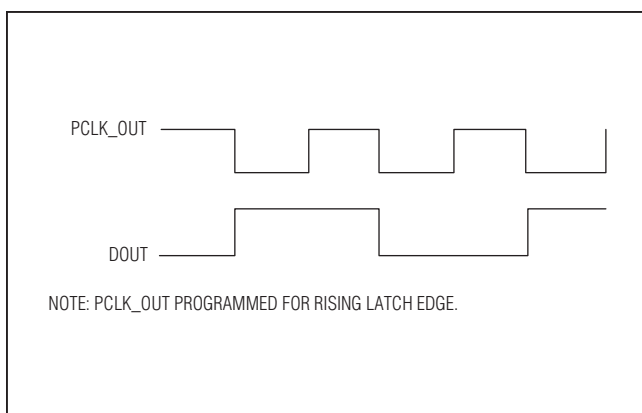 PCLK_OUT
DOUT
NOTE: PCLK_OUT PROGRAMMED FOR RISING LATCH EDGE.